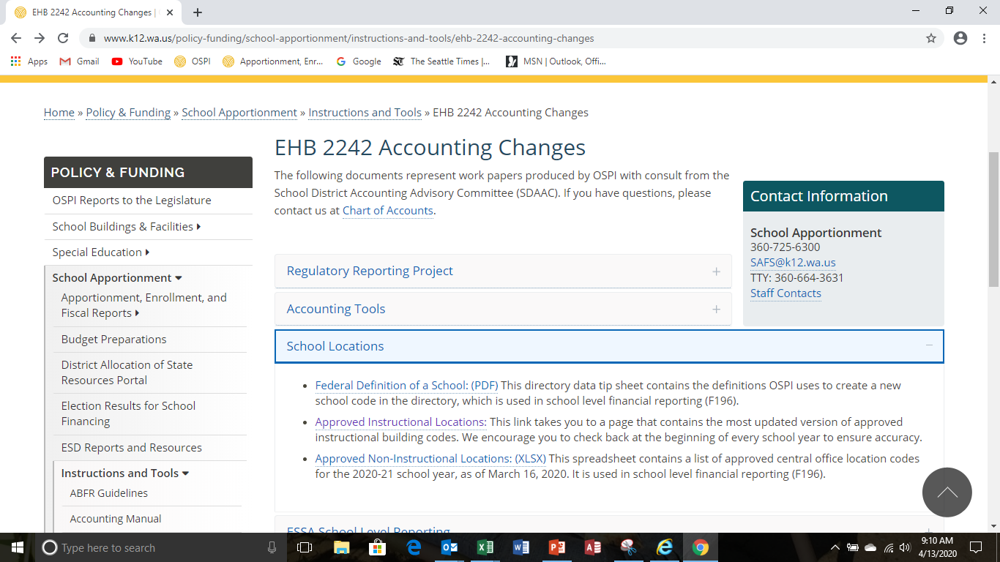 EHB 2242 Accounting Changes |
www.k12.wa.us/policy-funding/school-apportionment/instructions-and-tools/ehb-2242-accounting-changes
Apps Gmail YouTube OSPI Apportionment, Enr... Google The Seattle Times |... MSN | Outlook, Offi...
Home » Policy & Funding » School Apportionment » Instructions and Tools » EHB 2242 Accounting Changes
POLICY & FUNDING
OSPI Reports to the Legislature
School Buildings & Facilities
Special Education
School Apportionment
Apportionment, Enrollment, and
Fiscal Reports
Budget Preparations
District Allocation of State
Resources Portal
Election Results for School
Financing
ESD Reports and Resources
Instructions and Tools
ABFR Guidelines
Accounting Manual
EHB 2242 Accounting Changes
The following documents represent work papers produced by OSPI with consult from the
School District Accounting Advisory Committee (SDAAC). If you have questions, please
contact us at Chart of Accounts.
Contact Information
School Apportionment
360-725-6300
SAFS@k12.wa.us
TTY: 360-664-3631
Staff Contacts
Regulatory Reporting Project
Accounting Tools
School Locations
• Federal Definition of a School: (PDF) This directory data tip sheet contains the definitions OSPI uses to create a new
school code in the directory, which is used in school level financial reporting (F196).
• Approved Instructional Locations: This link takes you to a page that contains the most updated version of approved
instructional building codes. We encourage you to check back at the beginning of every school year to ensure accuracy.
• Approved Non-Instructional Locations: (XLSX) This spreadsheet contains a list of approved central office location codes
for the 2020-21 school year, as of March 16, 2020. It is used in school level financial reporting (F196).
ESSA School Level Reporting
Type here to search
9:10 AM
4/13/2020